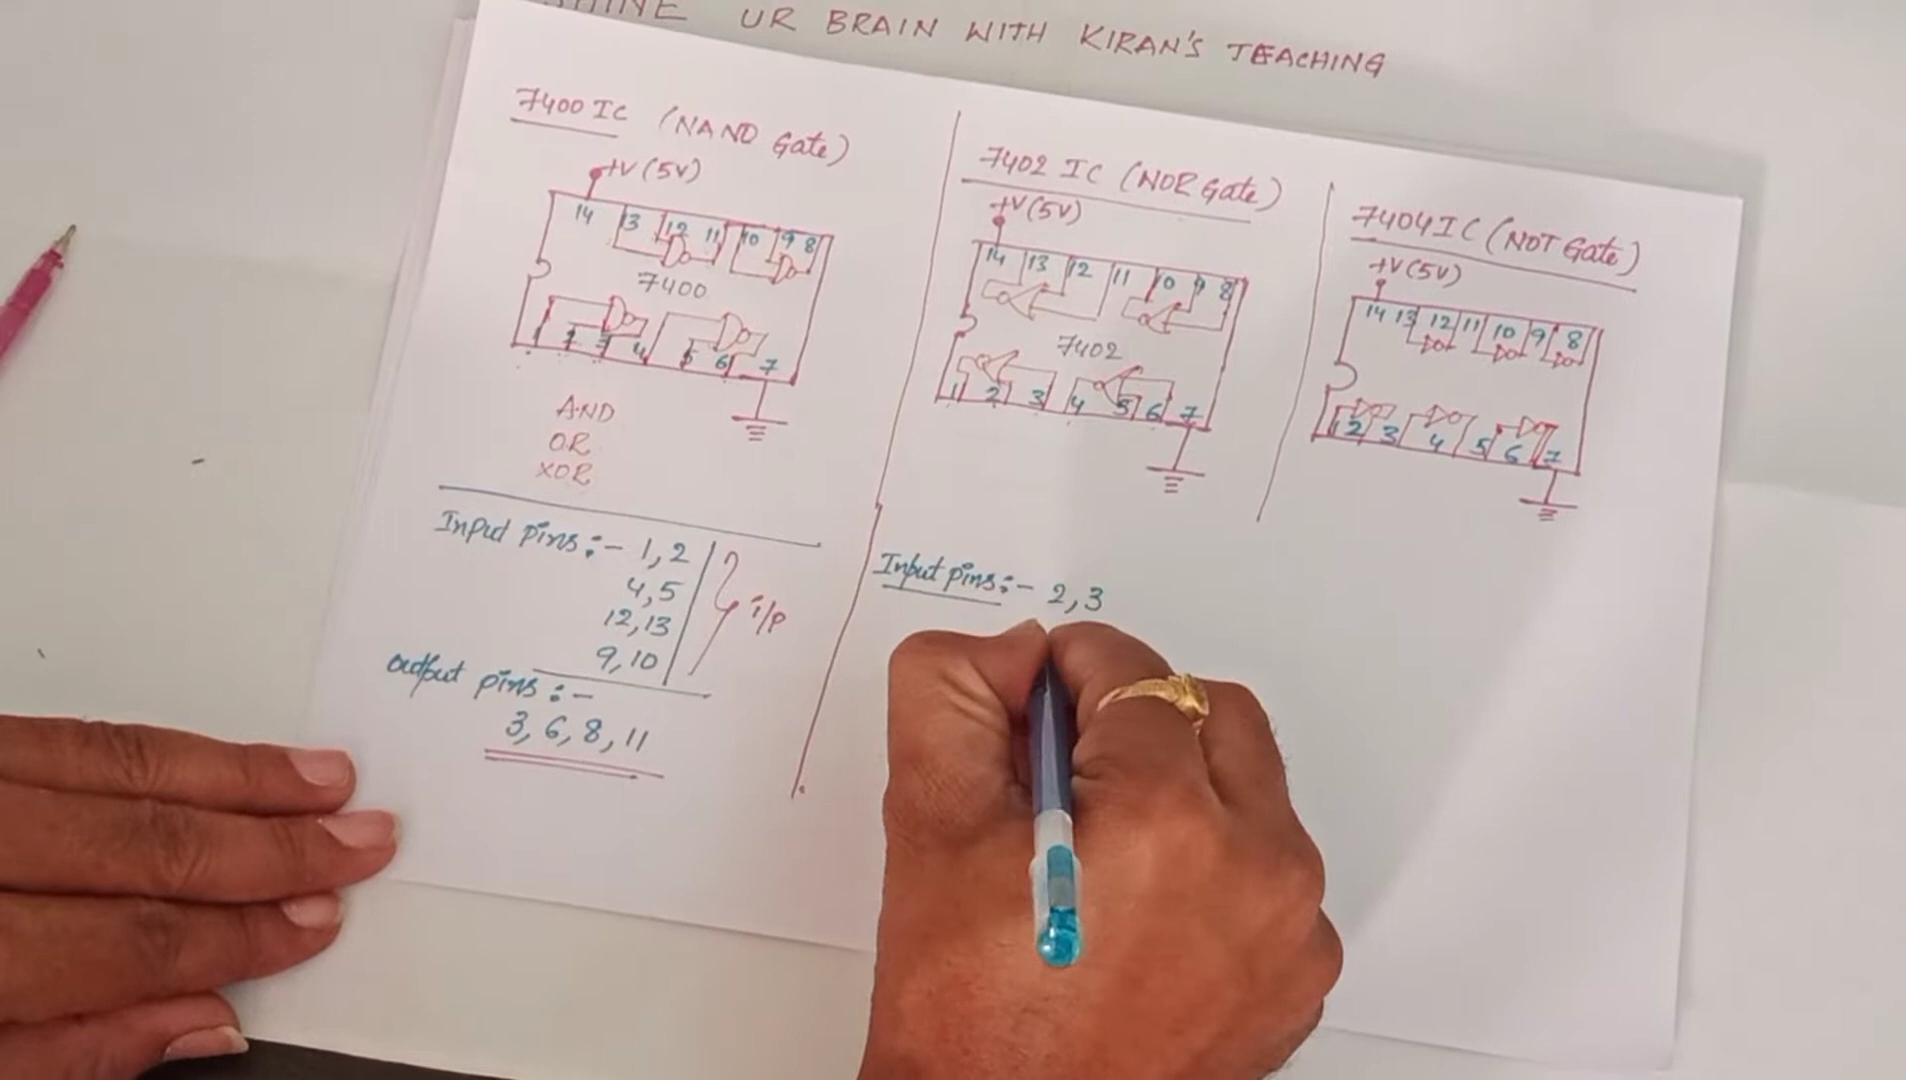 UR BRAIN WITH KIRAN'S TEACHING
7400 IC (NAND Gate)
+V (5V)
14 13 12 11 10 9 8
7400
1 2 3 4 5 6 7
AND
OR
XOR
Input pins:- 1,2
4,5
12,13
9,10
i/p
output pins:-
3, 6, 8, 11
7402 IC (NOR Gate)
+V (5V)
14 13 12 11 10 9 8
7402
1 2 3 4 5 6 7
Input pins:- 2,3
7404 IC (NOT Gate)
+V (5V)
14 13 12 11 10 9 8
1 2 3 4 5 6 7